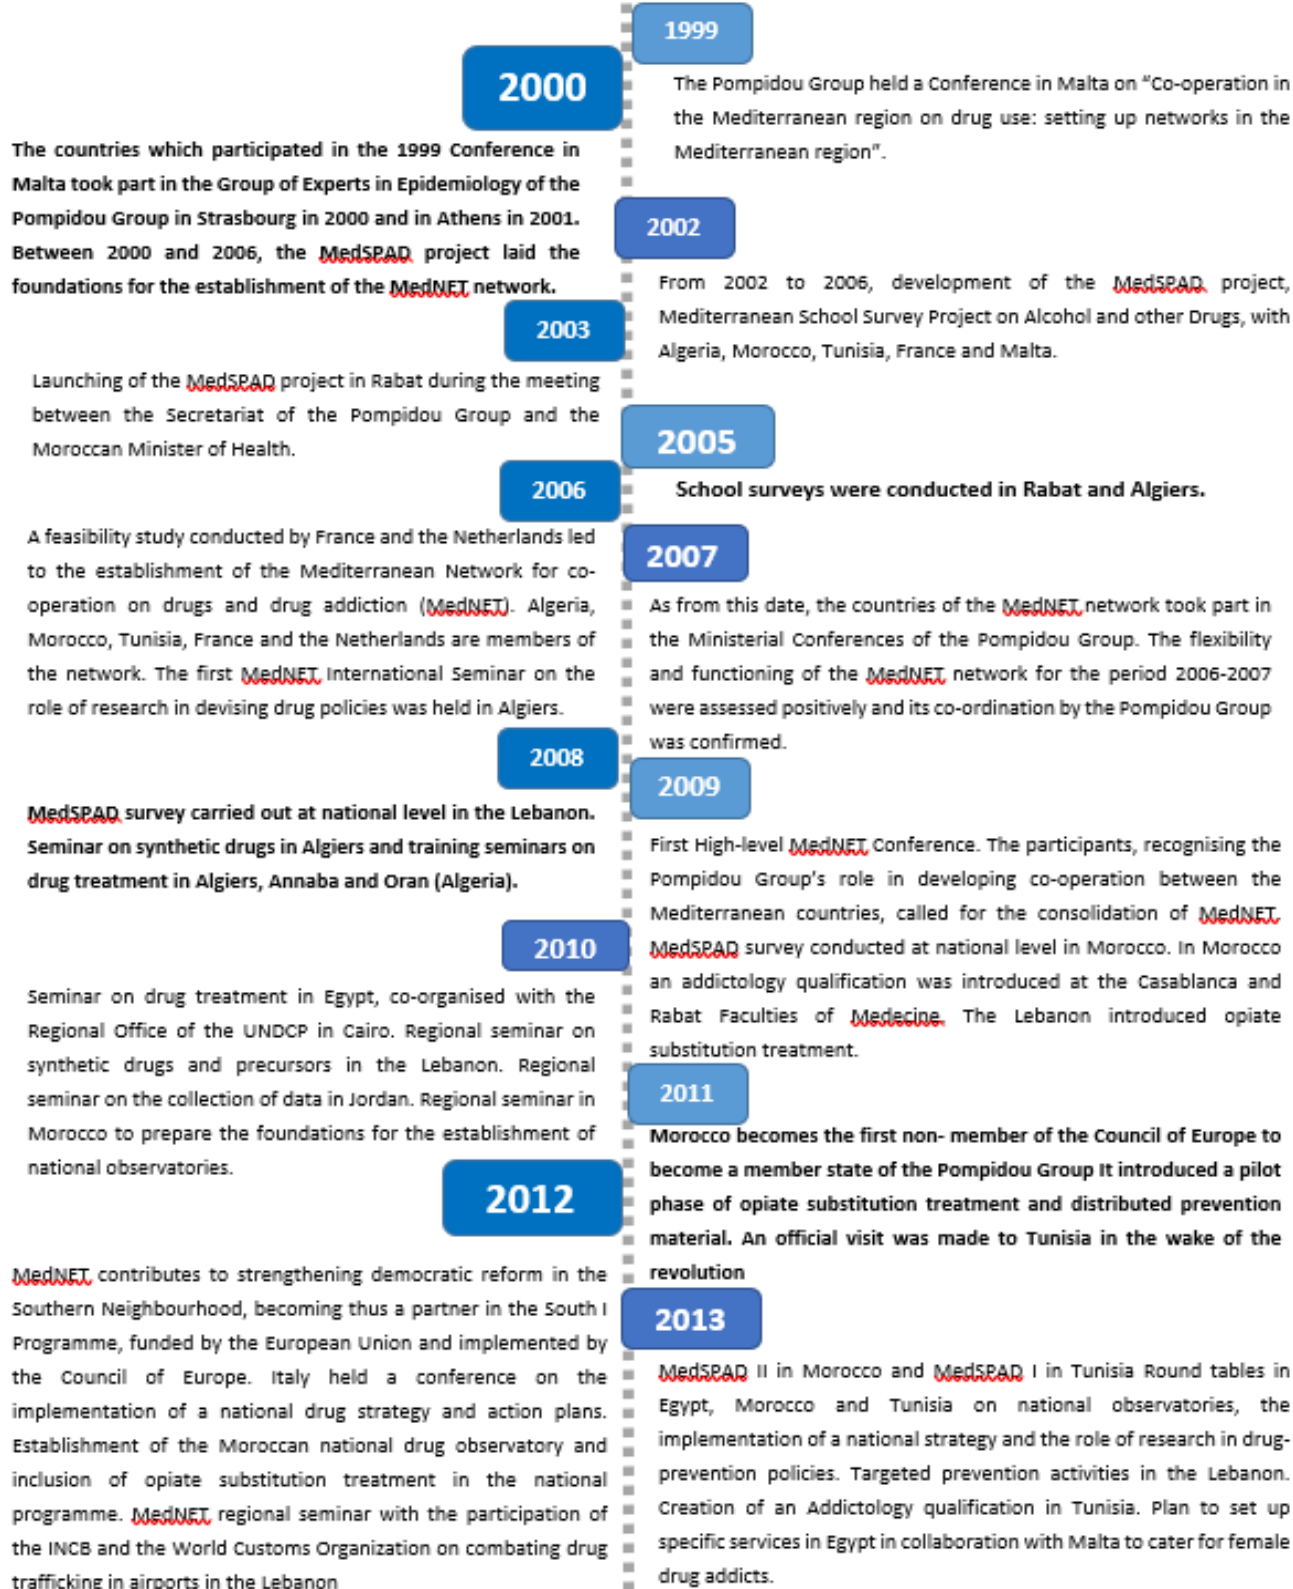 1999
The Pompidou Group held a Conference in Malta on “Co-operation in
the Mediterranean region on drug use: setting up networks in the
Mediterranean region”.
2000
The countries which participated in the 1999 Conference in
Malta took part in the Group of Experts in Epidemiology of the
Pompidou Group in Strasbourg in 2000 and in Athens in 2001.
Between 2000 and 2006, the MedSPAD project laid the
foundations for the establishment of the MedNET network.
2002
From 2002 to 2006, development of the MedSPAD project,
Mediterranean School Survey Project on Alcohol and other Drugs, with
Algeria, Morocco, Tunisia, France and Malta.
2003
Launching of the MedSPAD project in Rabat during the meeting
between the Secretariat of the Pompidou Group and the
Moroccan Minister of Health.
2005
School surveys were conducted in Rabat and Algiers.
2006
A feasibility study conducted by France and the Netherlands led
to the establishment of the Mediterranean Network for co-
operation on drugs and drug addiction (MedNET). Algeria,
Morocco, Tunisia, France and the Netherlands are members of
the network. The first MedNET International Seminar on the
role of research in devising drug policies was held in Algiers.
2007
As from this date, the countries of the MedNET network took part in
the Ministerial Conferences of the Pompidou Group. The flexibility
and functioning of the MedNET network for the period 2006-2007
were assessed positively and its co-ordination by the Pompidou Group
was confirmed.
2008
MedSPAD survey carried out at national level in the Lebanon.
Seminar on synthetic drugs in Algiers and training seminars on
drug treatment in Algiers, Annaba and Oran (Algeria).
2009
First High-level MedNET Conference. The participants, recognising the
Pompidou Group's role in developing co-operation between the
Mediterranean countries, called for the consolidation of MedNET.
MedSPAD survey conducted at national level in Morocco. In Morocco
an addictology qualification was introduced at the Casablanca and
Rabat Faculties of Medecine. The Lebanon introduced opiate
substitution treatment.
2010
Seminar on drug treatment in Egypt, co-organised with the
Regional Office of the UNDCP in Cairo. Regional seminar on
synthetic drugs and precursors in the Lebanon. Regional
seminar on the collection of data in Jordan. Regional seminar in
Morocco to prepare the foundations for the establishment of
national observatories.
2011
Morocco becomes the first non- member of the Council of Europe to
become a member state of the Pompidou Group It introduced a pilot
phase of opiate substitution treatment and distributed prevention
material. An official visit was made to Tunisia in the wake of the
revolution
2012
MedNET contributes to strengthening democratic reform in the
Southern Neighbourhood, becoming thus a partner in the South I
Programme, funded by the European Union and implemented by
the Council of Europe. Italy held a conference on the
implementation of a national drug strategy and action plans.
Establishment of the Moroccan national drug observatory and
inclusion of opiate substitution treatment in the national
programme. MedNET regional seminar with the participation of
the INCB and the World Customs Organization on combating drug
trafficking in airports in the Lebanon
2013
MedSPAD II in Morocco and MedSPAD I in Tunisia Round tables in
Egypt, Morocco and Tunisia on national observatories, the
implementation of a national strategy and the role of research in drug-
prevention policies. Targeted prevention activities in the Lebanon.
Creation of an Addictology qualification in Tunisia. Plan to set up
specific services in Egypt in collaboration with Malta to cater for female
drug addicts.